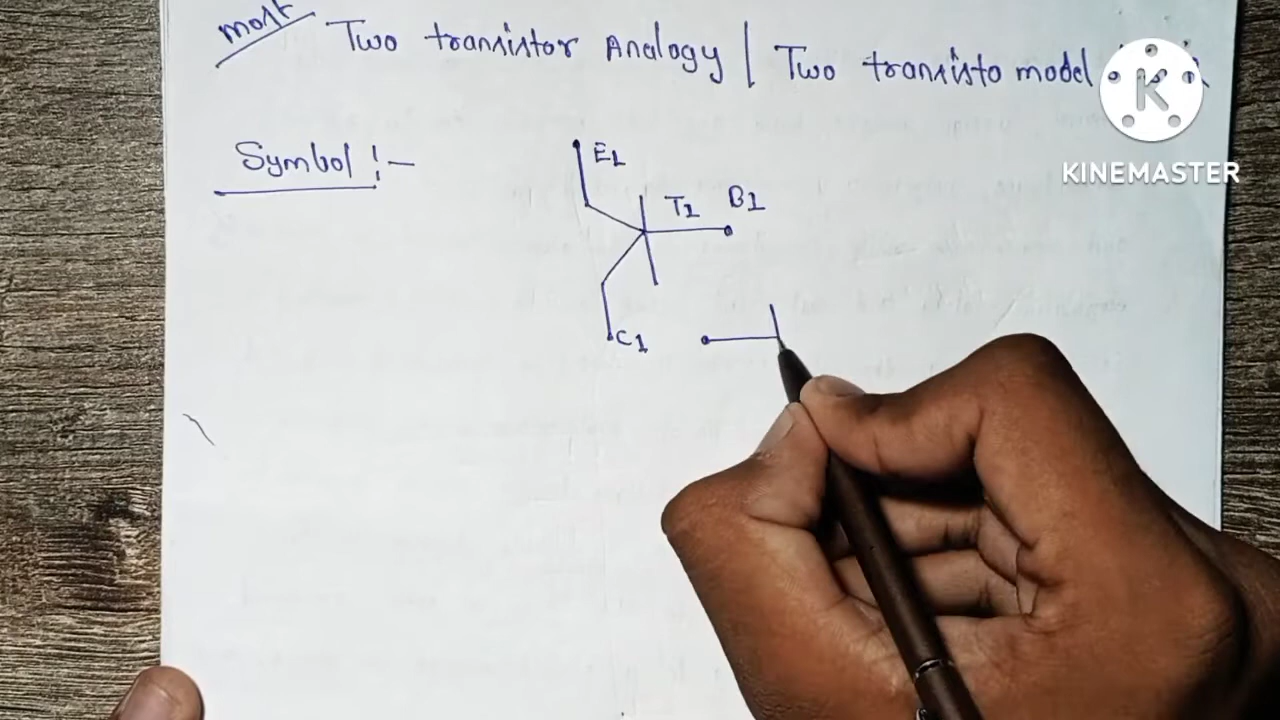 most Two transistor Analogy | Two transisto model
K
KINEMASTER
Symbol :-
E1
T1 B1
C1